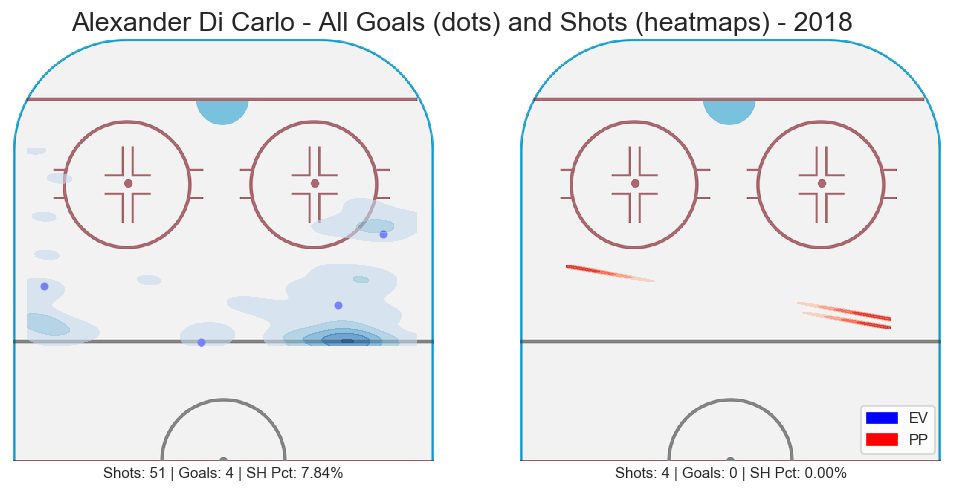 Alexander Di Carlo - All Goals (dots) and Shots (heatmaps) - 2018
EV
PP
Shots: 51 | Goals: 4 | SH Pct: 7.84%
Shots: 4 | Goals: 0 | SH Pct: 0.00%